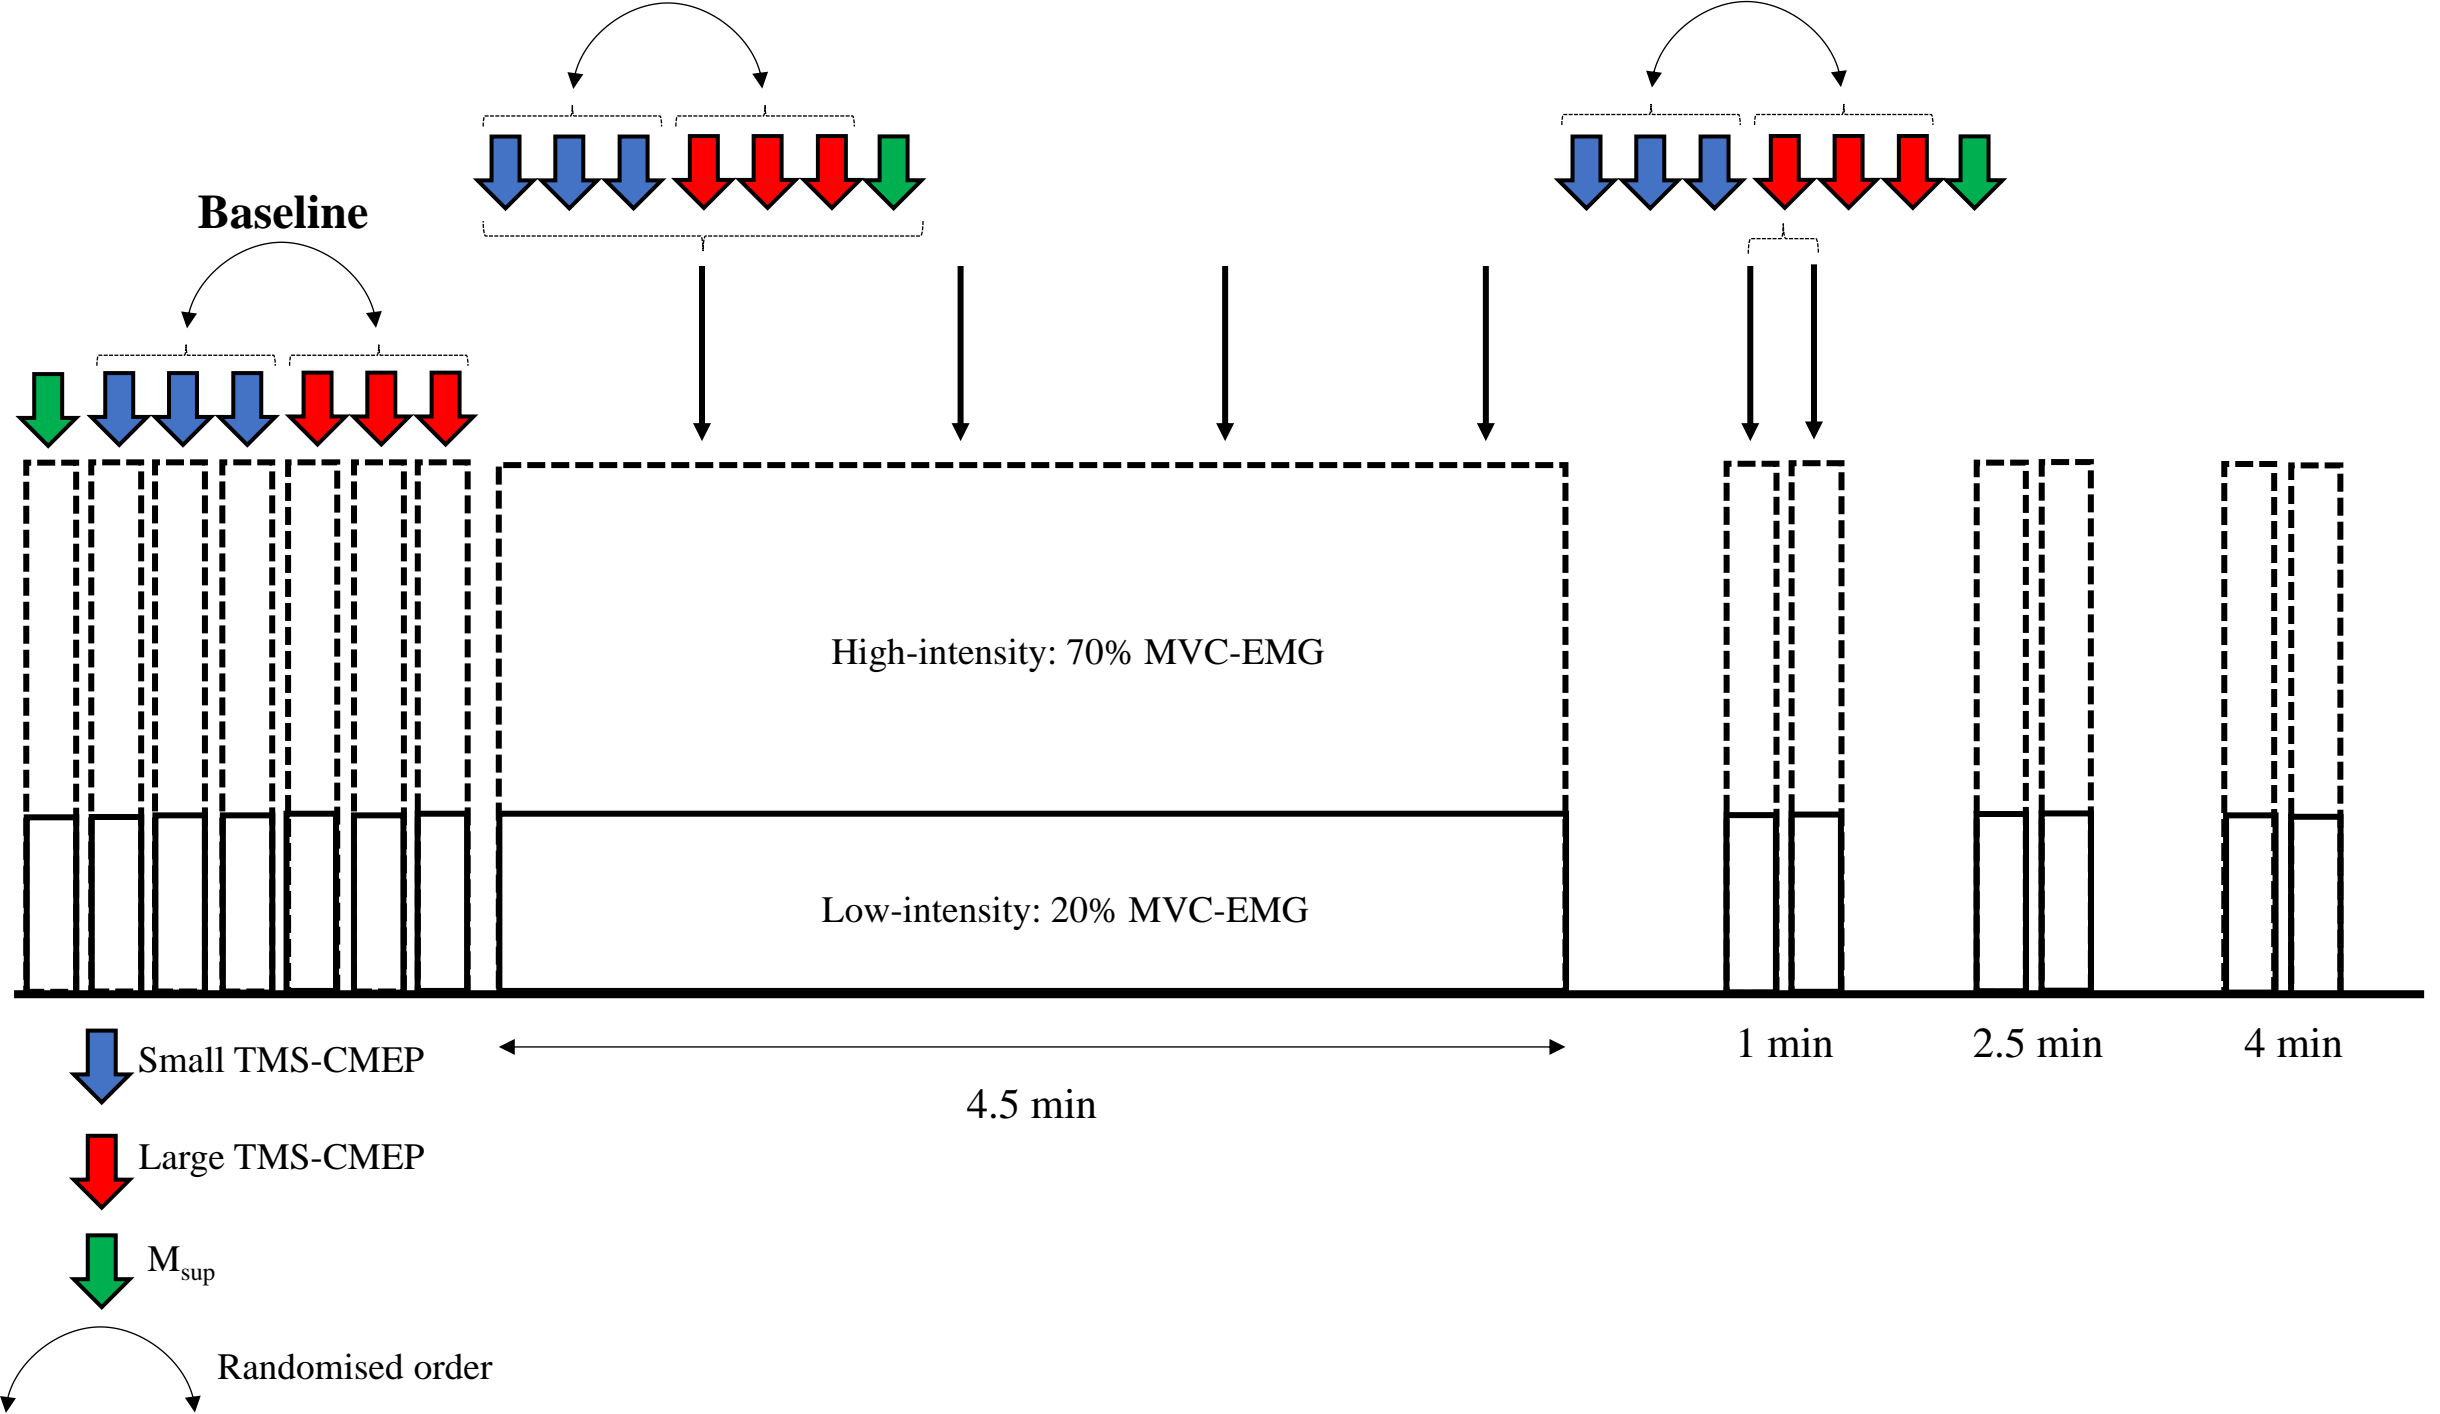 Baseline
High-intensity: 70% MVC-EMG
Low-intensity: 20% MVC-EMG
1 min
2.5 min
4 min
4.5 min
Small TMS-CMEP
Large TMS-CMEP
Msup
Randomised order